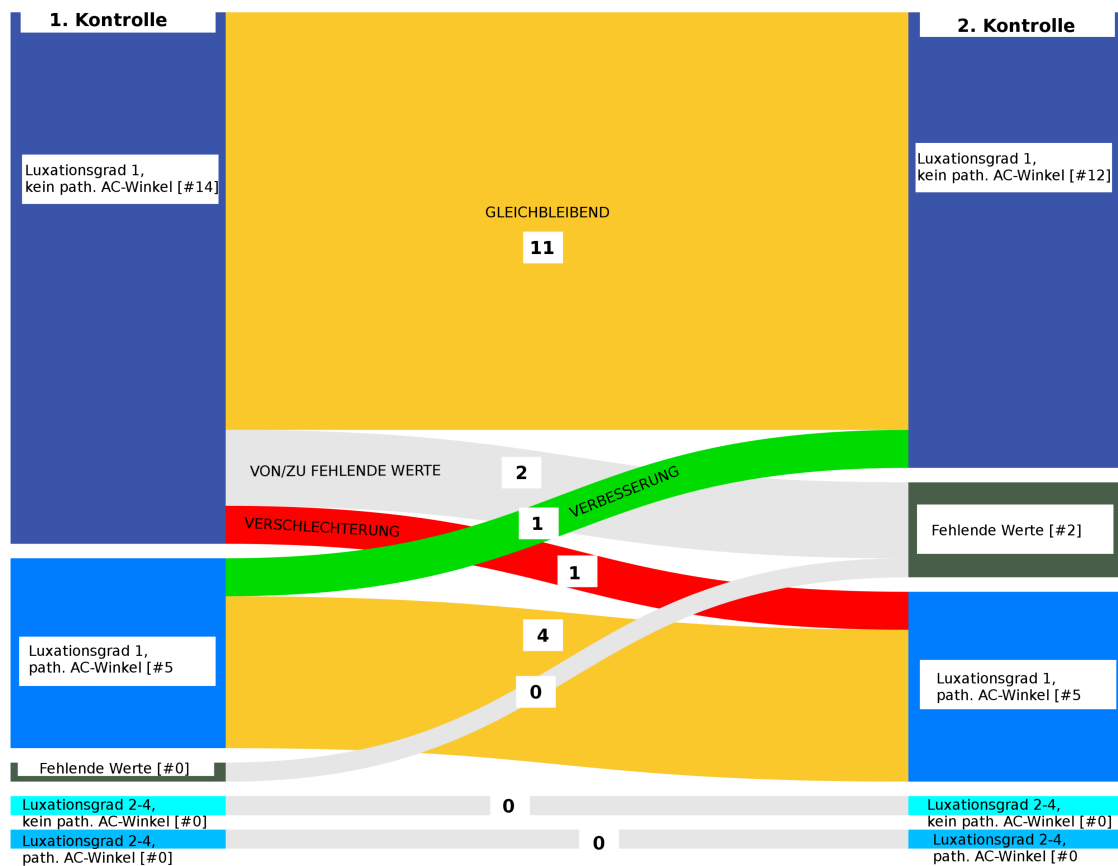 1. Kontrolle
2. Kontrolle
Luxationsgrad 1,
kein path. AC-Winkel [#14]
Luxationsgrad 1,
kein path. AC-Winkel [#12]
GLEICHBLEIBEND
11
VON/ZU FEHLENDE WERTE
2
VERBESSERUNG
1
VERSCHLECHTERUNG
1
Fehlende Werte [#2]
4
Luxationsgrad 1,
path. AC-Winkel [#5
Luxationsgrad 1,
path. AC-Winkel [#5
0
Fehlende Werte [#0]
Luxationsgrad 2-4,
kein path. AC-Winkel [#0]
0
Luxationsgrad 2-4,
kein path. AC-Winkel [#0]
Luxationsgrad 2-4,
path. AC-Winkel [#0]
0
Luxationsgrad 2-4,
path. AC-Winkel [#0